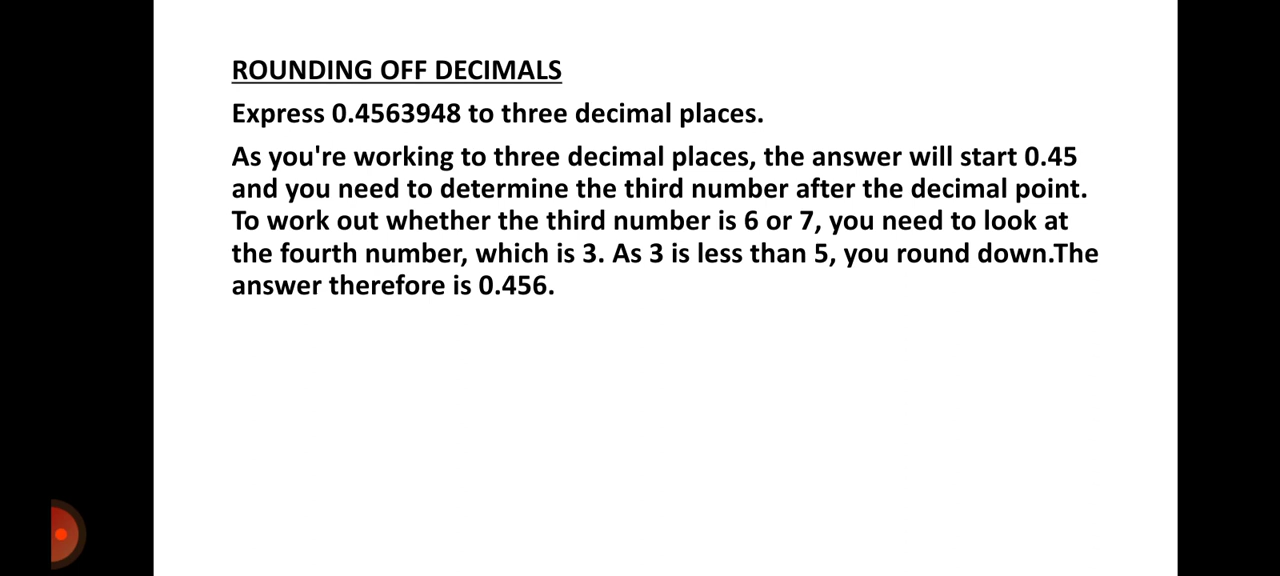 ROUNDING OFF DECIMALS
Express 0.4563948 to three decimal places.
As you're working to three decimal places, the answer will start 0.45
and you need to determine the third number after the decimal point.
To work out whether the third number is 6 or 7, you need to look at
the fourth number, which is 3. As 3 is less than 5, you round down.The
answer therefore is 0.456.